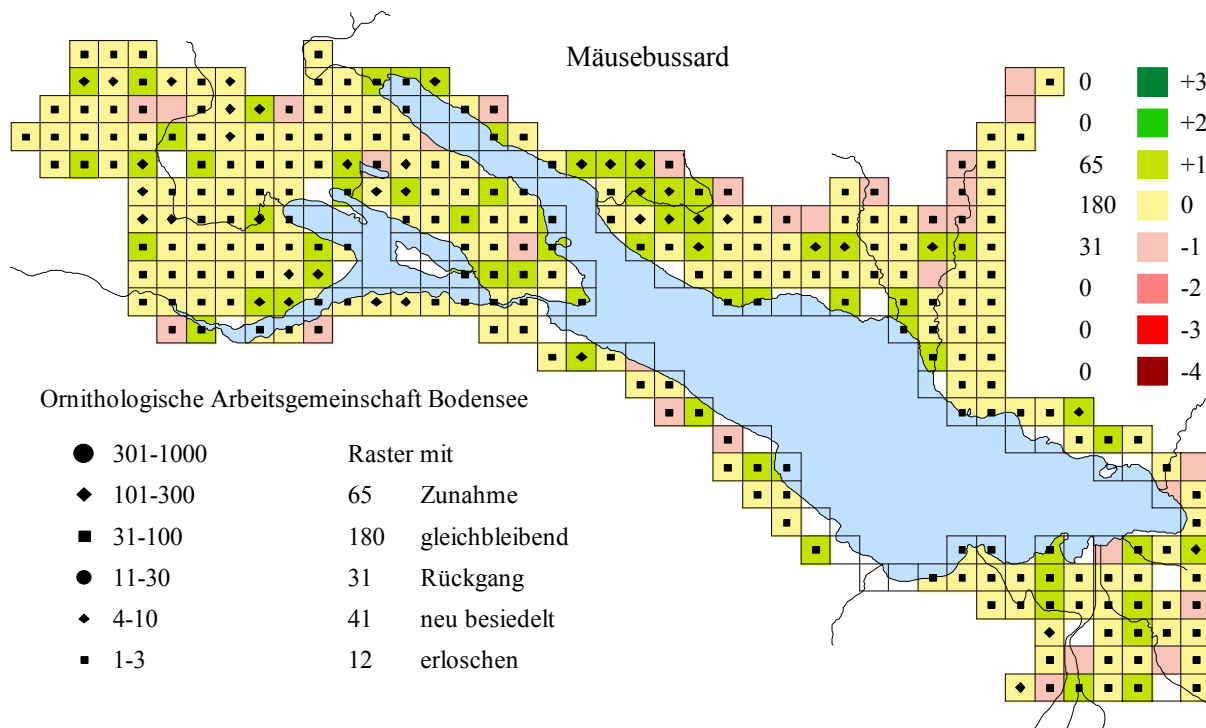 Mäusebussard
0 +3
0 +2
65 +1
180 0
31 -1
0 -2
0 -3
0 -4
Ornithologische Arbeitsgemeinschaft Bodensee
301-1000 Raster mit
101-300 65 Zunahme
31-100 180 gleichbleibend
11-30 31 Rückgang
4-10 41 neu besiedelt
1-3 12 erloschen